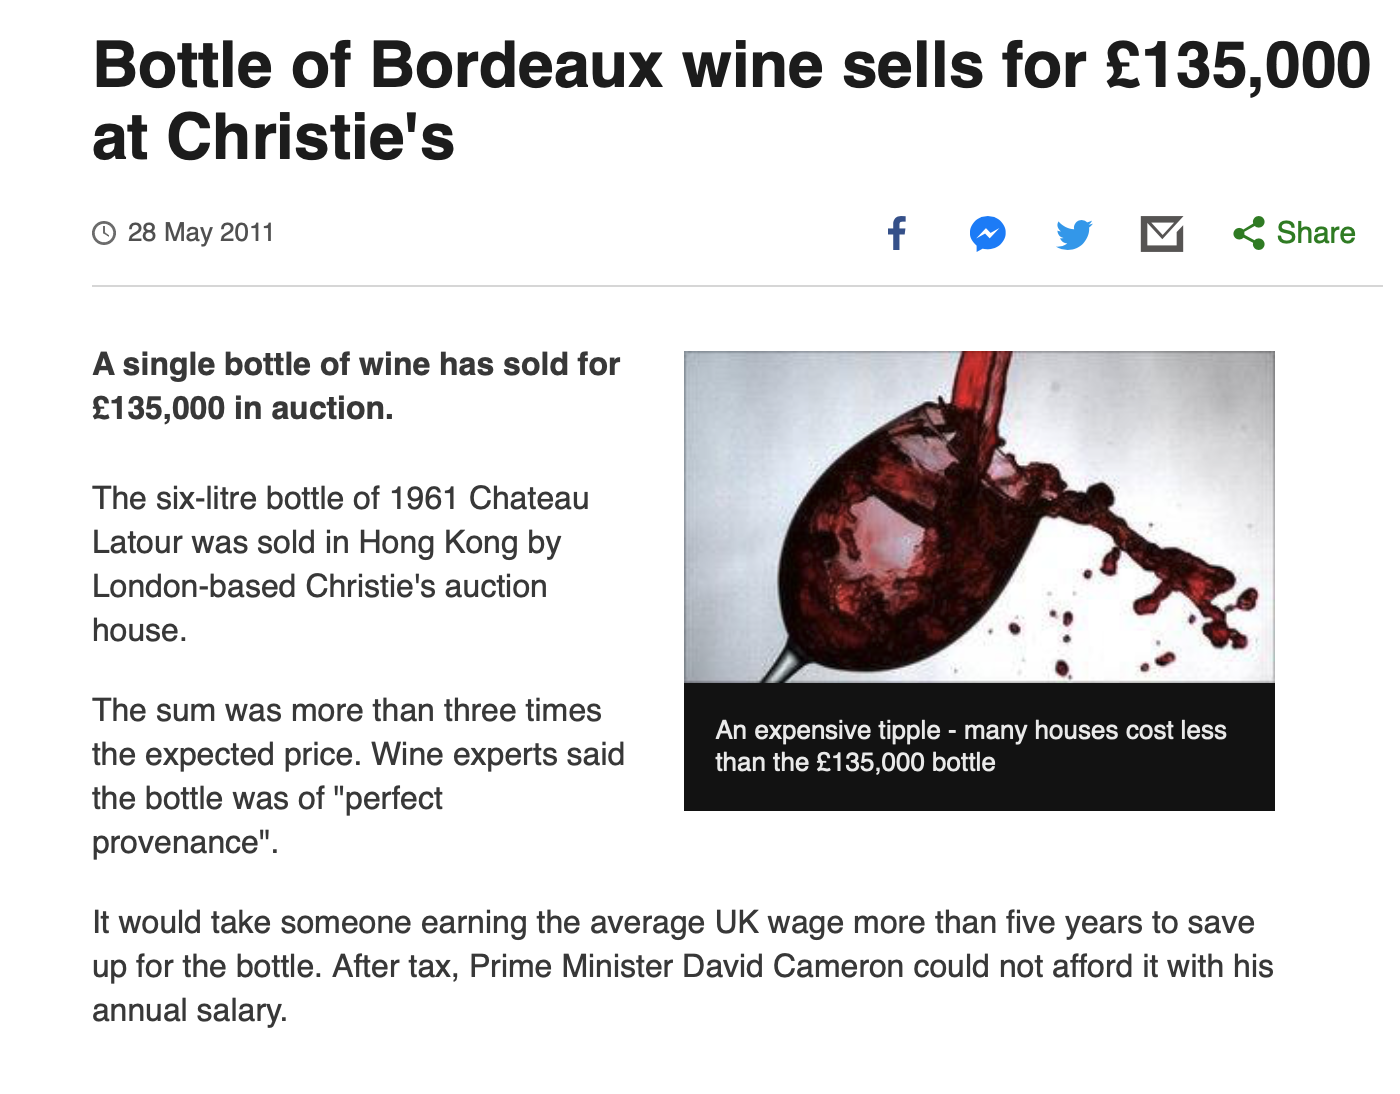 Bottle of Bordeaux wine sells for £135,000
at Christie's
28 May 2011
Share
A single bottle of wine has sold for
£135,000 in auction.
The six-litre bottle of 1961 Chateau
Latour was sold in Hong Kong by
London-based Christie's auction
house.
The sum was more than three times
the expected price. Wine experts said
the bottle was of "perfect
provenance".
An expensive tipple - many houses cost less
than the £135,000 bottle
It would take someone earning the average UK wage more than five years to save
up for the bottle. After tax, Prime Minister David Cameron could not afford it with his
annual salary.